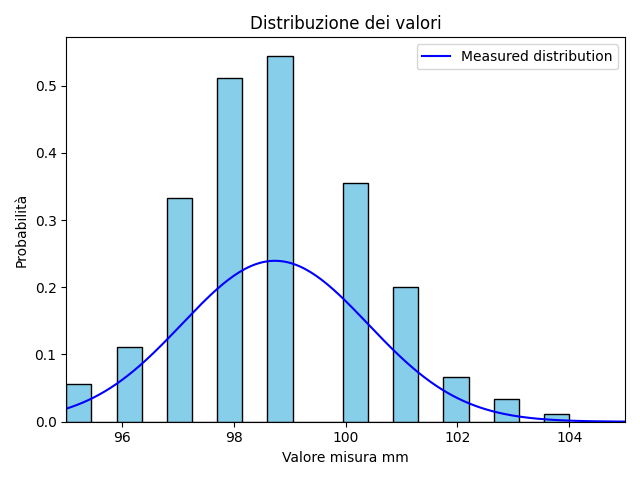 Distribuzione dei valori
Measured distribution
Probabilità
0.5
0.4
0.3
0.2
0.1
0.0
96 98 100 102 104
Valore misura mm